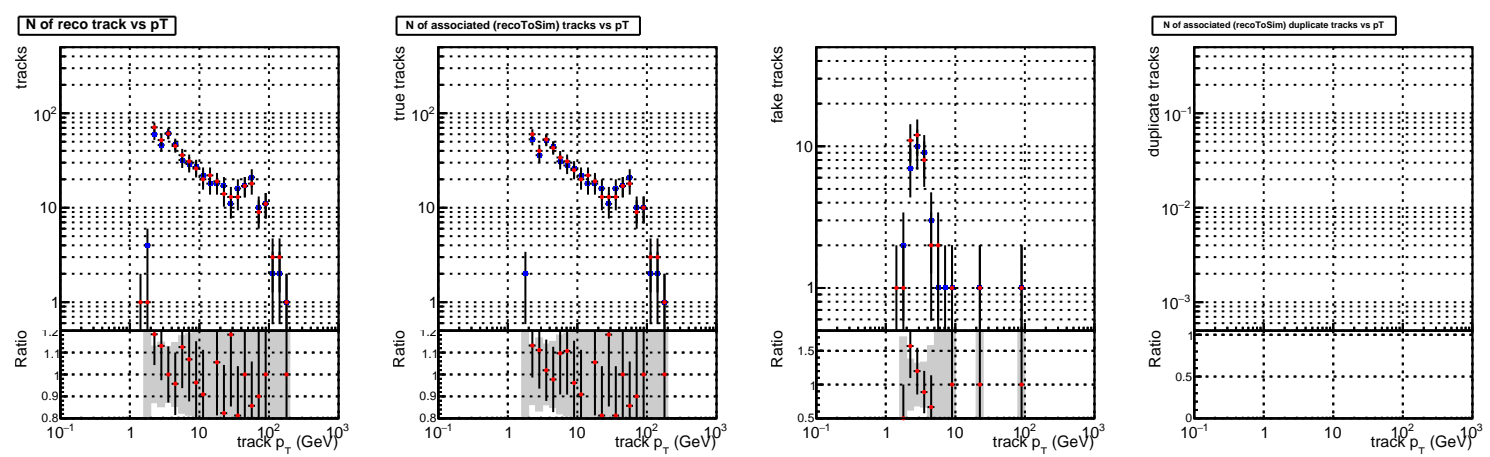 N of reco track vs pT
tracks
10²
10
1
Ratio
1.2
1.1
1
0.9
0.8
10⁻¹ 1 10 10² 10³
track p_T (GeV)
N of associated (recoToSim) tracks vs pT
true tracks
10²
10
1
Ratio
1.2
1.1
1
0.9
0.8
10⁻¹ 1 10 10² 10³
track p_T (GeV)
fake tracks
10
1
Ratio
1.5
1
0.5
10⁻¹ 1 10 10² 10³
track p_T (GeV)
N of associated (recoToSim) duplicate tracks vs pT
duplicate tracks
10⁻¹
10⁻²
10⁻³
Ratio
1
0.5
0
10⁻¹ 1 10 10² 10³
track p_T (GeV)